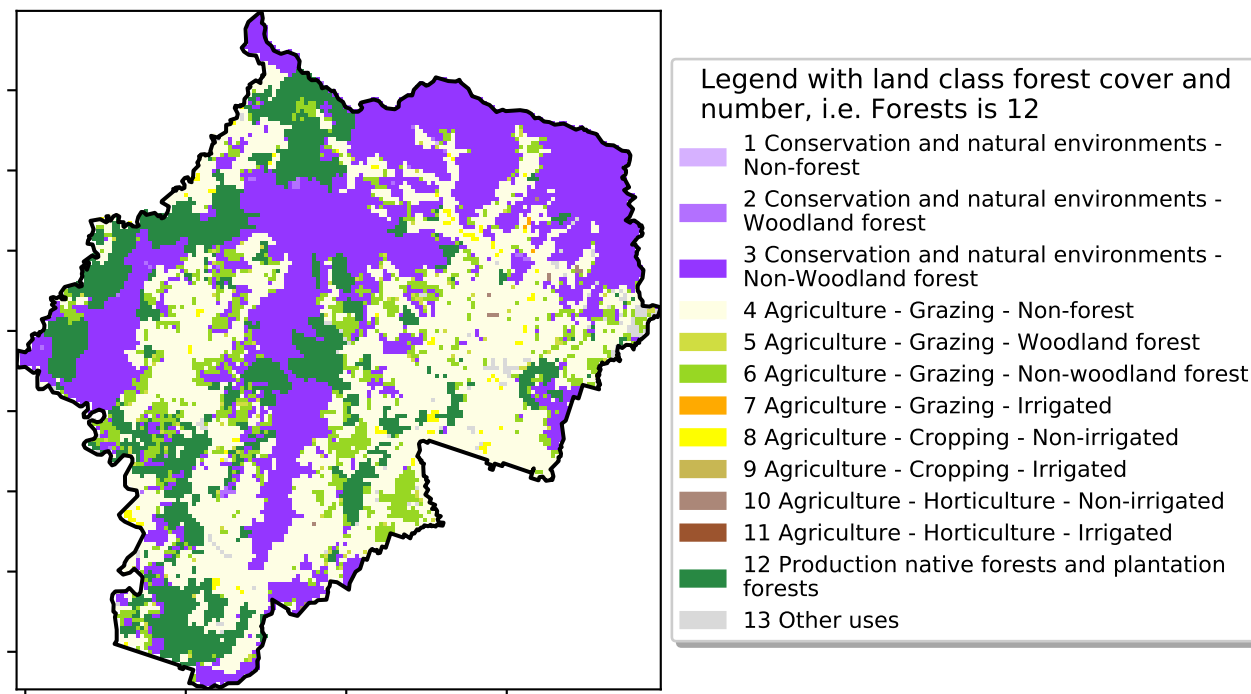 Legend with land class forest cover and
number, i.e. Forests is 12
1 Conservation and natural environments -
Non-forest
2 Conservation and natural environments -
Woodland forest
3 Conservation and natural environments -
Non-Woodland forest
4 Agriculture - Grazing - Non-forest
5 Agriculture - Grazing - Woodland forest
6 Agriculture - Grazing - Non-woodland forest
7 Agriculture - Grazing - Irrigated
8 Agriculture - Cropping - Non-irrigated
9 Agriculture - Cropping - Irrigated
10 Agriculture - Horticulture - Non-irrigated
11 Agriculture - Horticulture - Irrigated
12 Production native forests and plantation
forests
13 Other uses